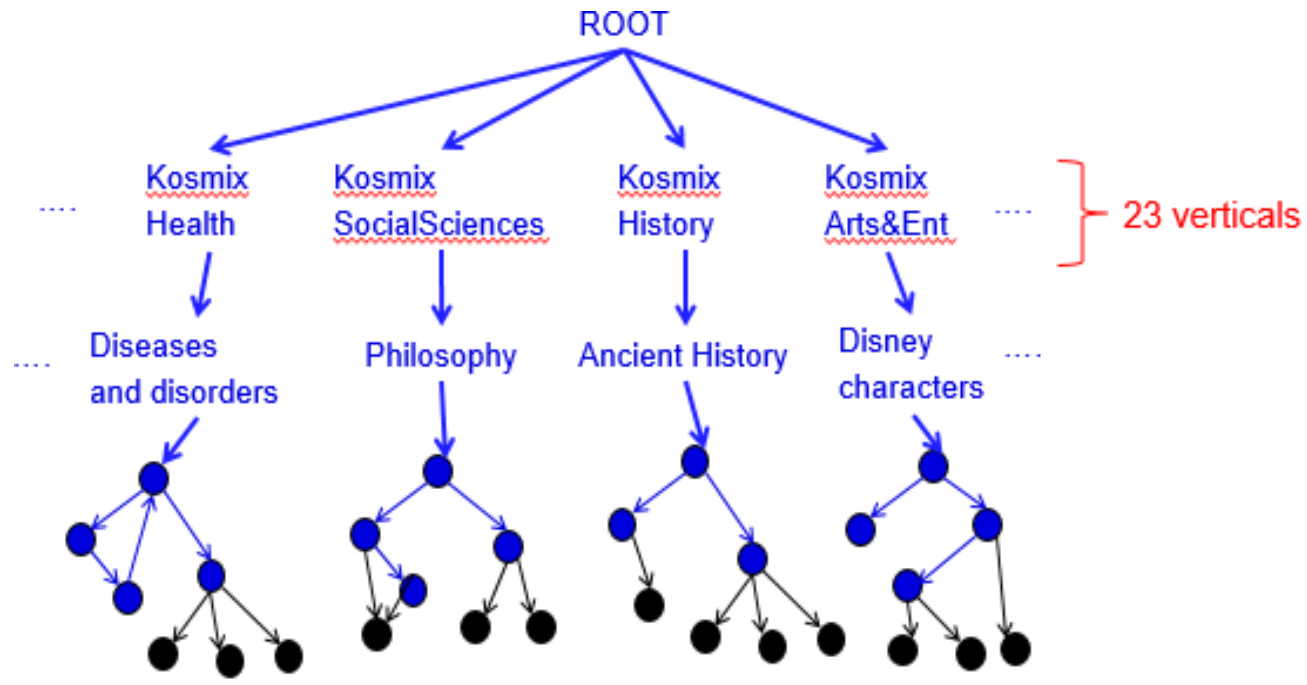 ROOT
Kosmix Kosmix Kosmix Kosmix
.... Health SocialSciences History Arts&Ent .... 23 verticals
.... Diseases and disorders Philosophy Ancient History Disney characters ....